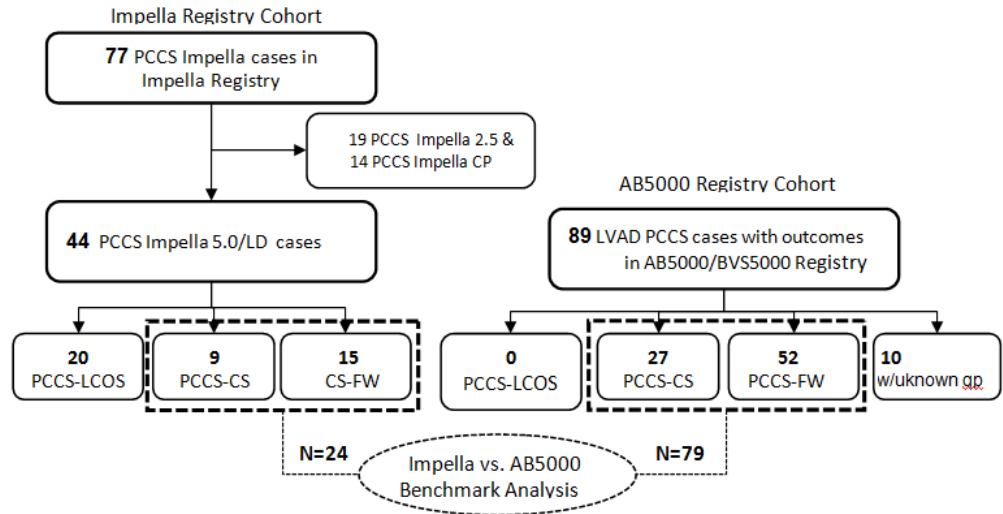 Impella Registry Cohort
77 PCCS Impella cases in
Impella Registry
19 PCCS Impella 2.5 &
14 PCCS Impella CP
44 PCCS Impella 5.0/LD cases
20
PCCS-LCOS
9
PCCS-CS
15
CS-FW
AB5000 Registry Cohort
89 LVAD PCCS cases with outcomes
in AB5000/BVS5000 Registry
0
PCCS-LCOS
27
PCCS-CS
52
PCCS-FW
10
w/uknown gp
N=24
N=79
Impella vs. AB5000
Benchmark Analysis